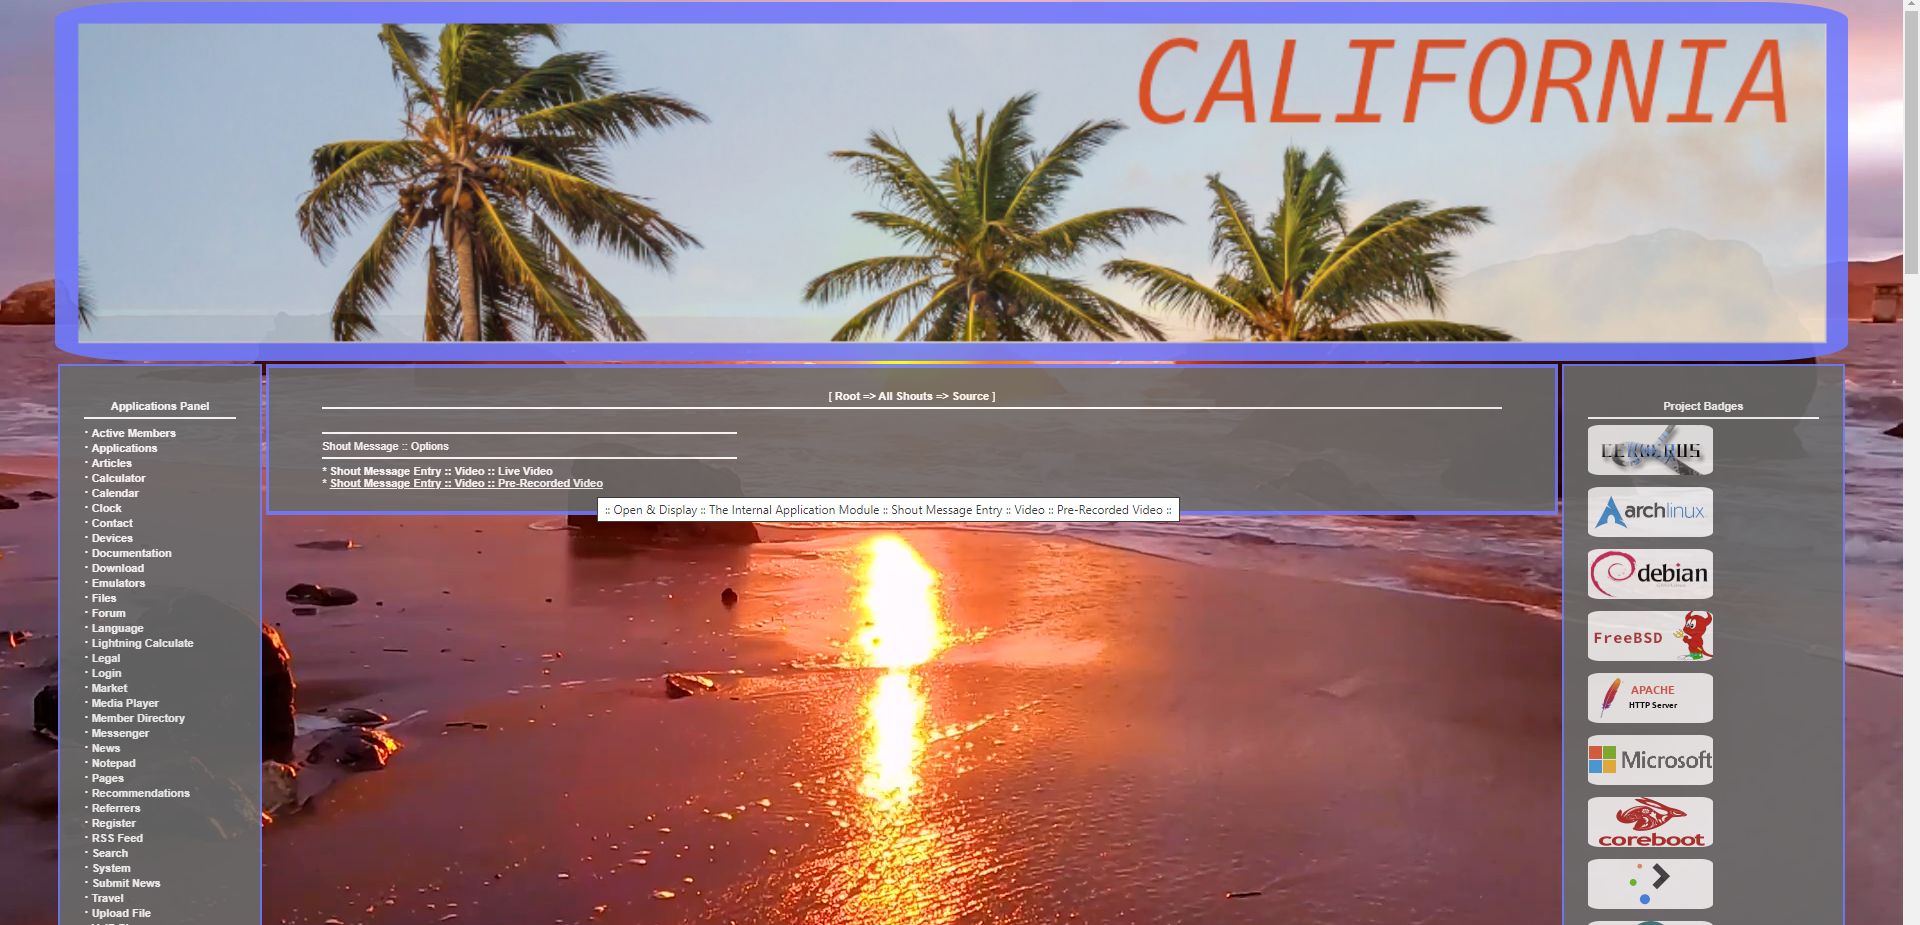 CALIFORNIA
Applications Panel
· Active Members
· Applications
· Articles
· Calculator
· Calendar
· Clock
· Contact
· Devices
· Documentation
· Download
· Emulators
· Files
· Forum
· Language
· Lightning Calculate
· Legal
· Login
· Market
· Media Player
· Member Directory
· Messenger
· News
· Notepad
· Pages
· Recommendations
· Referrers
· Register
· RSS Feed
· Search
· System
· Submit News
· Travel
· Upload File
[ Root => All Shouts => Source ]
Shout Message :: Options
* Shout Message Entry :: Video :: Live Video
* Shout Message Entry :: Video :: Pre-Recorded Video
:: Open & Display :: The Internal Application Module :: Shout Message Entry :: Video :: Pre-Recorded Video ::
Project Badges
CERBERUS
archlinux
debian
FreeBSD
APACHE
HTTP Server
Microsoft
coreboot